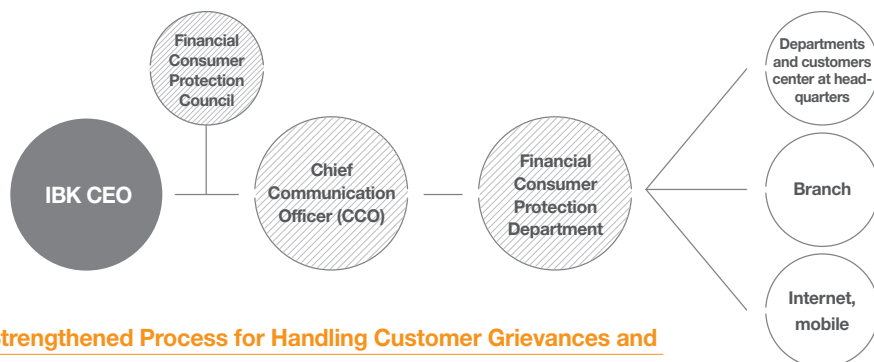 Financial
Consumer
Protection
Council
IBK CEO
Chief
Communication
Officer (CCO)
Financial
Consumer
Protection
Department
Departments
and customers
center at head-
quarters
Branch
Internet,
mobile
trengthened Process for Handling Customer Grievances and